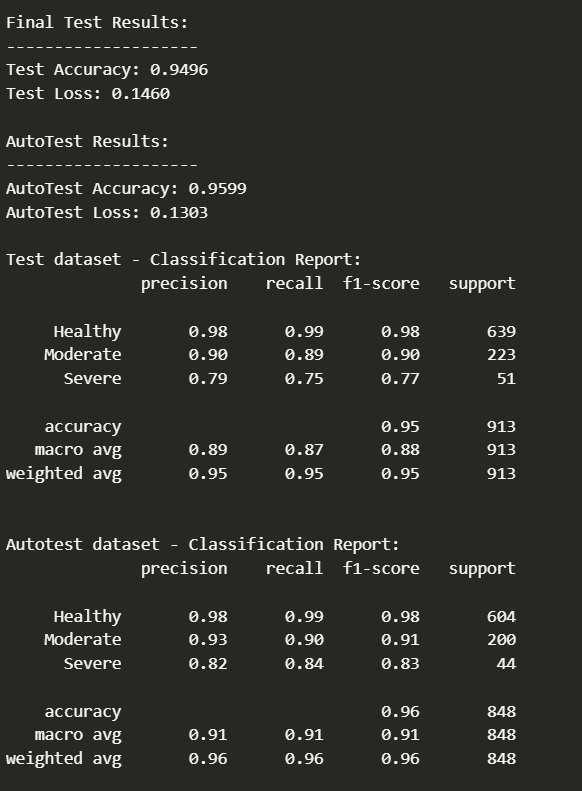 Final Test Results:
--------------------
Test Accuracy: 0.9496
Test Loss: 0.1460
AutoTest Results:
--------------------
AutoTest Accuracy: 0.9599
AutoTest Loss: 0.1303
Test dataset - Classification Report:
precision recall f1-score support
Healthy 0.98 0.99 0.98 639
Moderate 0.90 0.89 0.90 223
Severe 0.79 0.75 0.77 51
accuracy 0.95 913
macro avg 0.89 0.87 0.88 913
weighted avg 0.95 0.95 0.95 913
Autotest dataset - Classification Report:
precision recall f1-score support
Healthy 0.98 0.99 0.98 604
Moderate 0.93 0.90 0.91 200
Severe 0.82 0.84 0.83 44
accuracy 0.96 848
macro avg 0.91 0.91 0.91 848
weighted avg 0.96 0.96 0.96 848